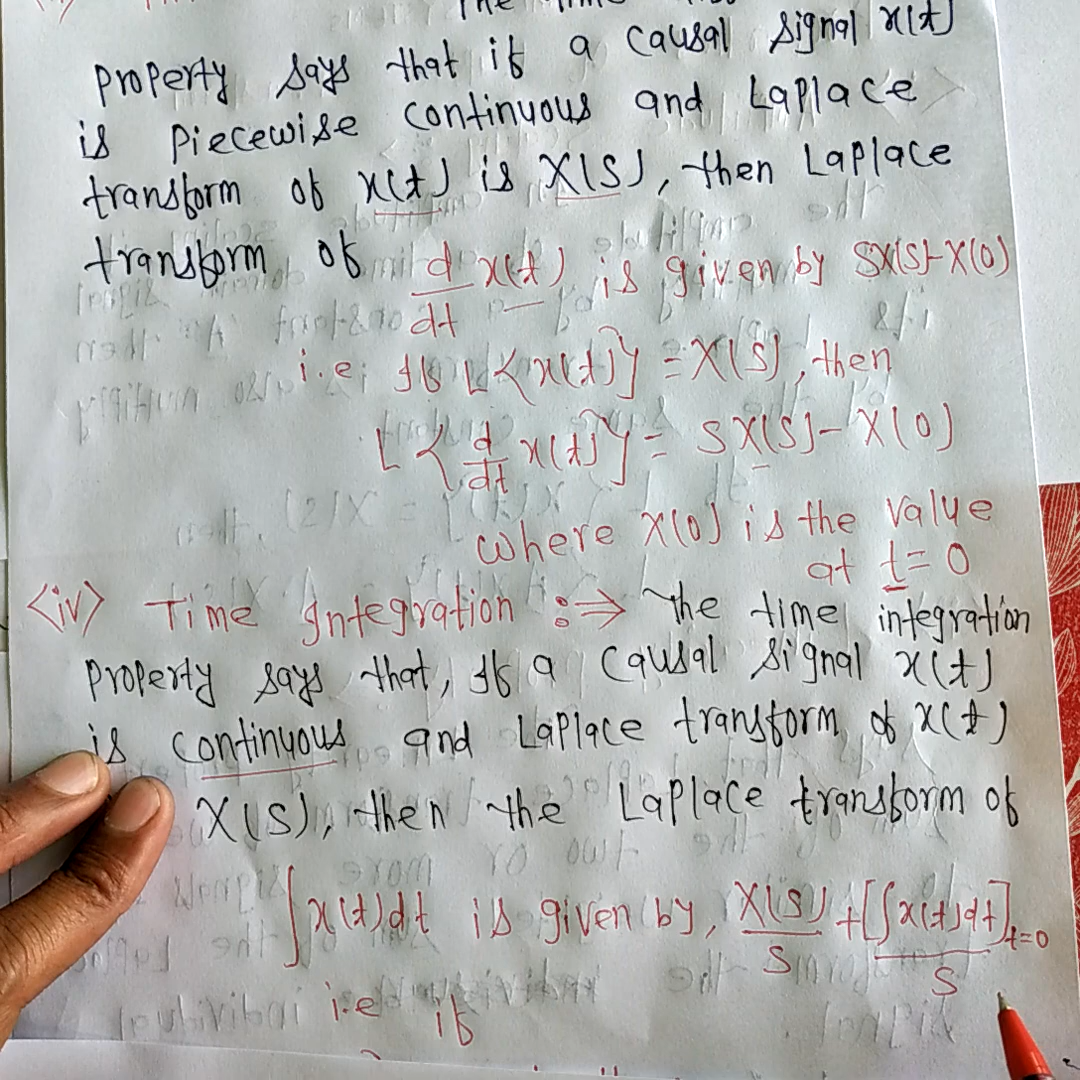 The
Property says that if a causal signal x(t)
is Piecewise continuous and Laplace
transform of x(t) is X(S), then Laplace
transform of d/dt x(t) is given by SX(S)-X(0)
i.e; If L{x(t)} = X(S), then
L{d/dt x(t)} = SX(S) - X(0)
where X(0) is the value
at t = 0
<iv> Time Integration :⇒ The time integration
Property says that, If a causal signal x(t)
is continuous and Laplace transform of x(t)
X(S), then the Laplace transform of
∫x(t)dt is given by, X(S)/S + [∫x(t)dt]t=0/S
i.e if